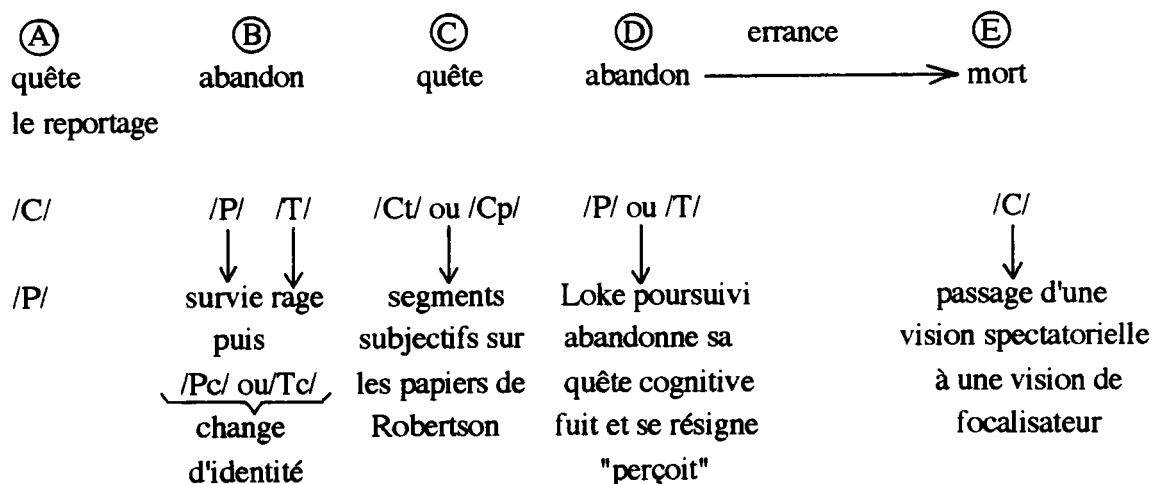 Ⓐ Ⓑ Ⓒ Ⓓ errance Ⓔ
quête abandon quête abandon mort
le reportage
/C/ /P/ /T/ /Ct/ ou /Cp/ /P/ ou /T/ /C/
/P/ survie rage segments Loke poursuivi passage d'une
puis subjectifs sur abandonne sa vision spectatorielle
/Pc/ ou/Tc/ les papiers de quête cognitive à une vision de
change Robertson fuit et se résigne focalisateur
d'identité "perçoit"